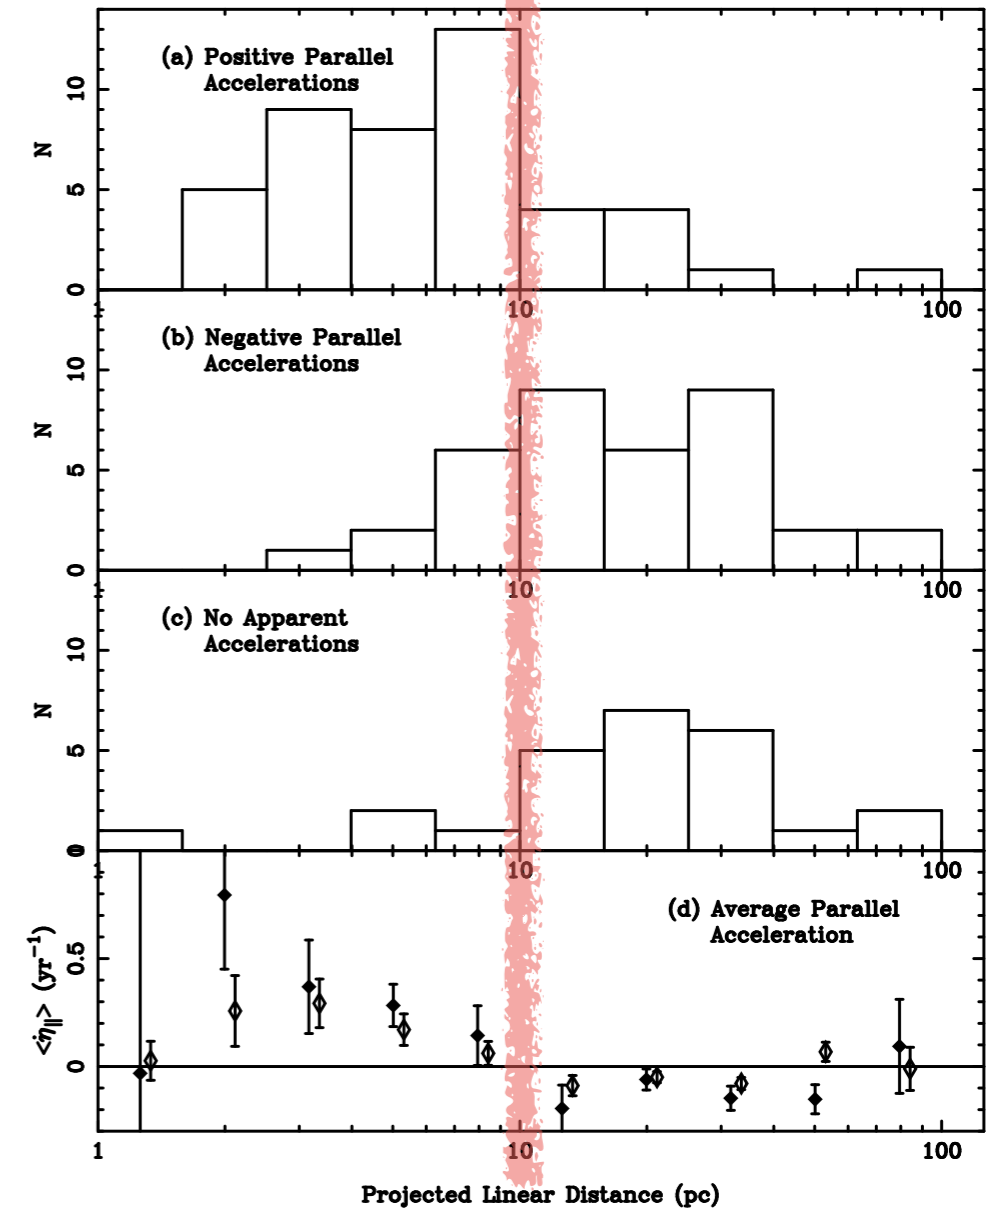 (a) Positive Parallel
Accelerations
N
0 5 10
10 100
(b) Negative Parallel
Accelerations
N
0 5 10
10 100
(c) No Apparent
Accelerations
N
0 5 10
10 100
(d) Average Parallel
Acceleration
<η̇∥> (yr⁻¹)
0 0.5
1 10 100
Projected Linear Distance (pc)